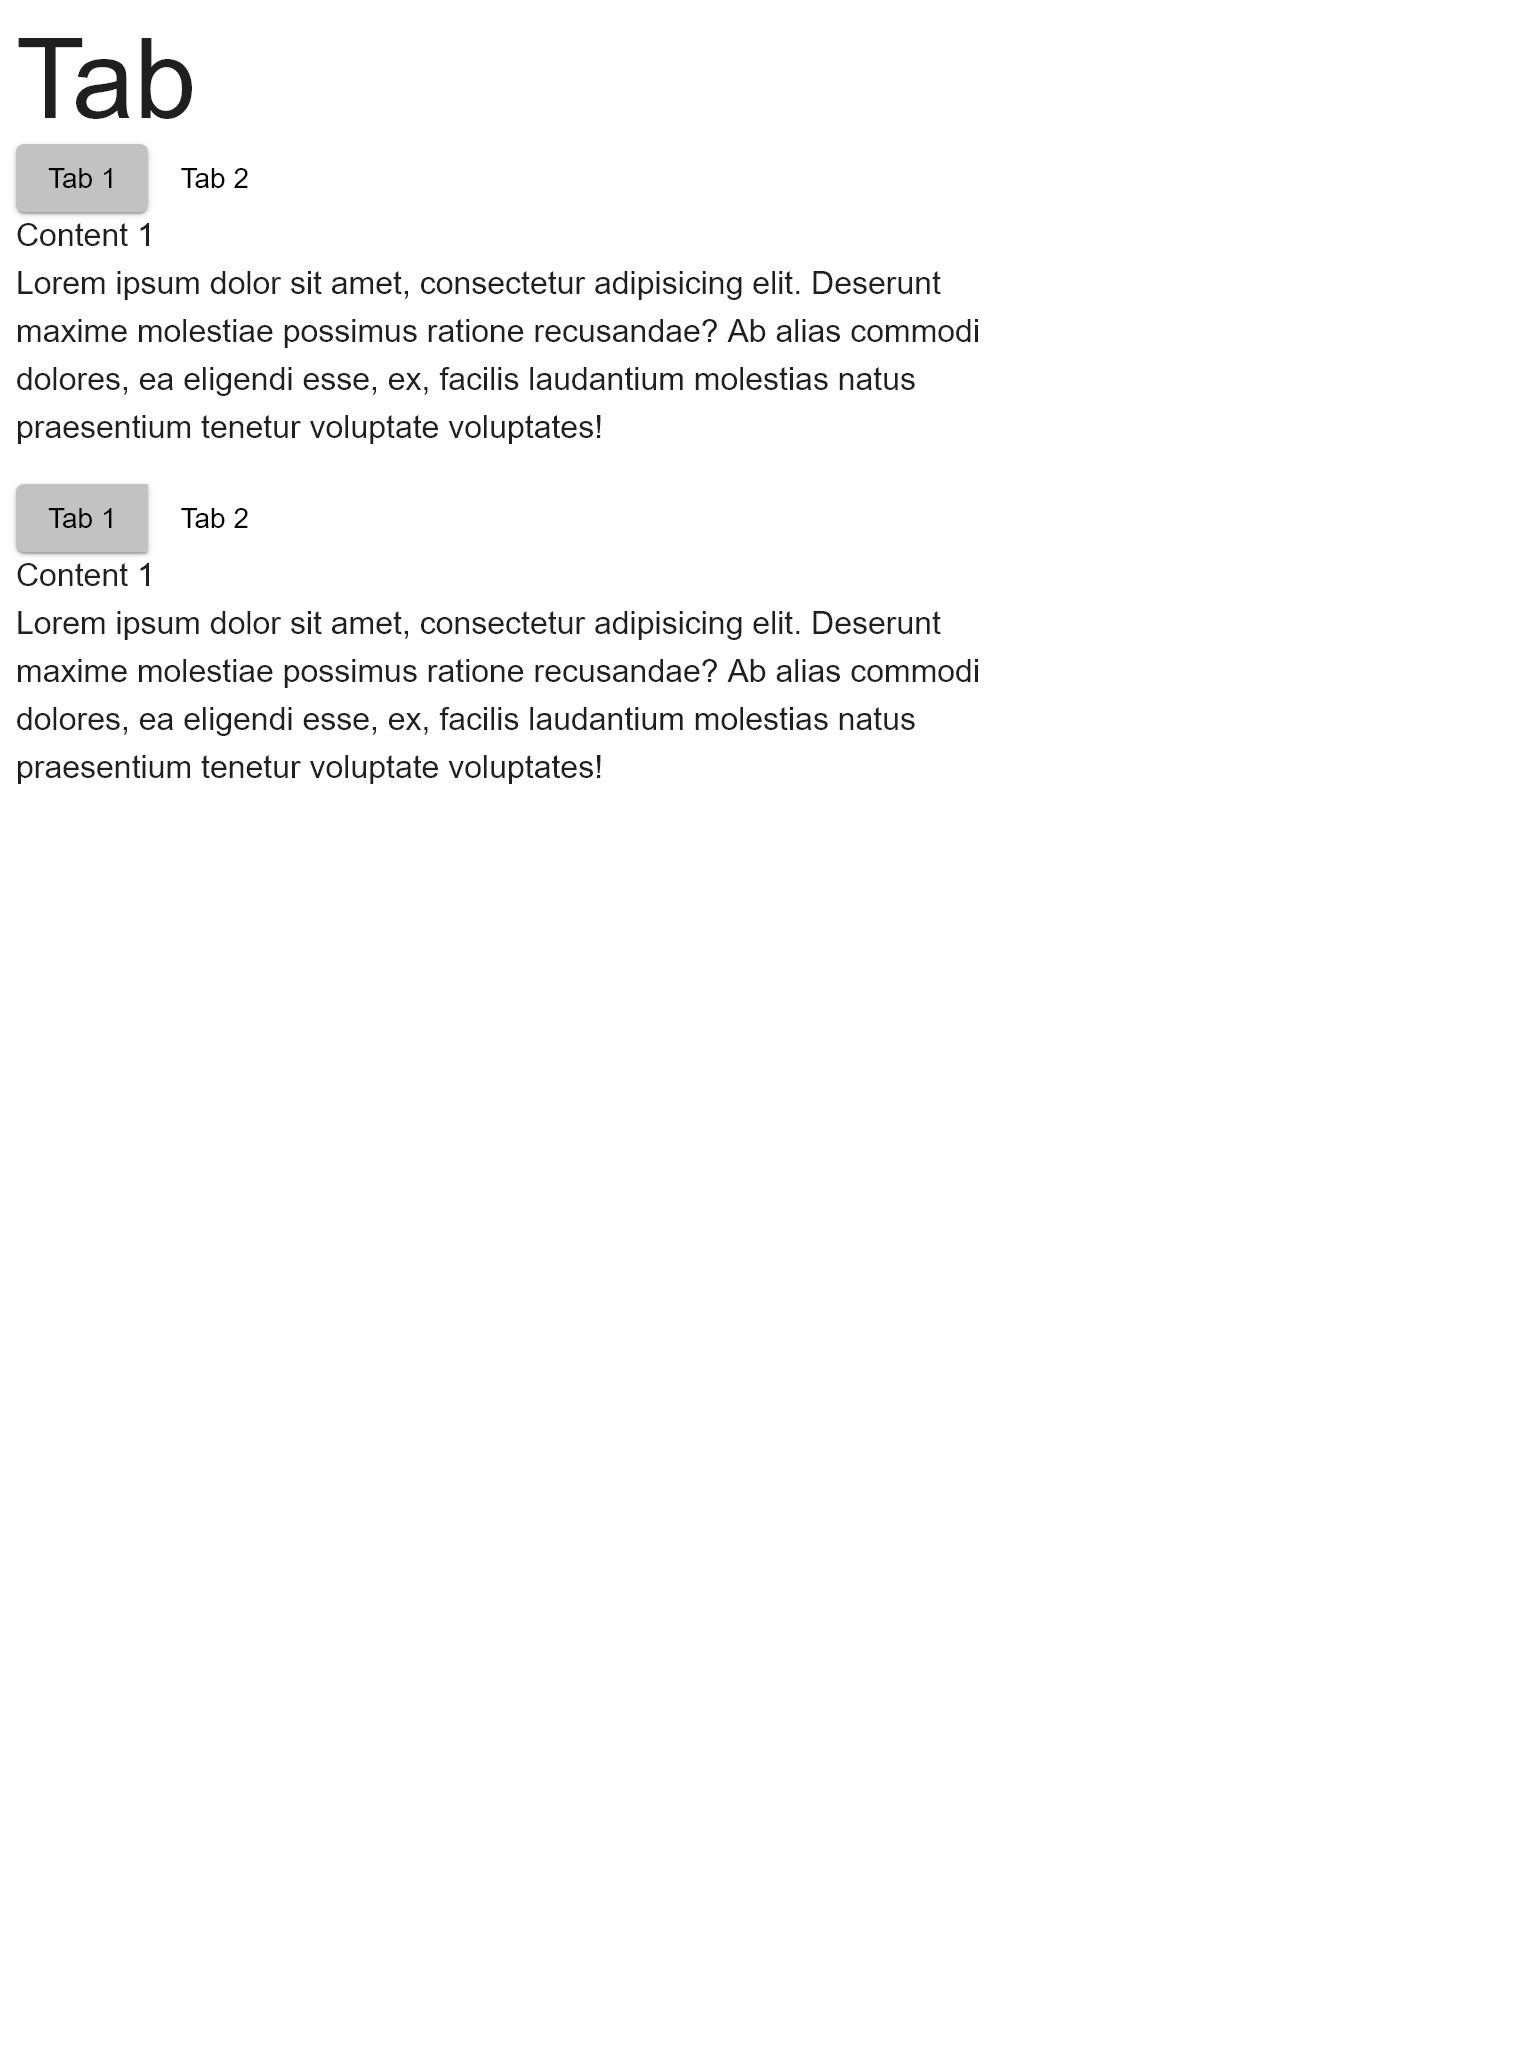 Tab
Tab 1 Tab 2
Content 1
Lorem ipsum dolor sit amet, consectetur adipisicing elit. Deserunt
maxime molestiae possimus ratione recusandae? Ab alias commodi
dolores, ea eligendi esse, ex, facilis laudantium molestias natus
praesentium tenetur voluptate voluptates!
Tab 1 Tab 2
Content 1
Lorem ipsum dolor sit amet, consectetur adipisicing elit. Deserunt
maxime molestiae possimus ratione recusandae? Ab alias commodi
dolores, ea eligendi esse, ex, facilis laudantium molestias natus
praesentium tenetur voluptate voluptates!